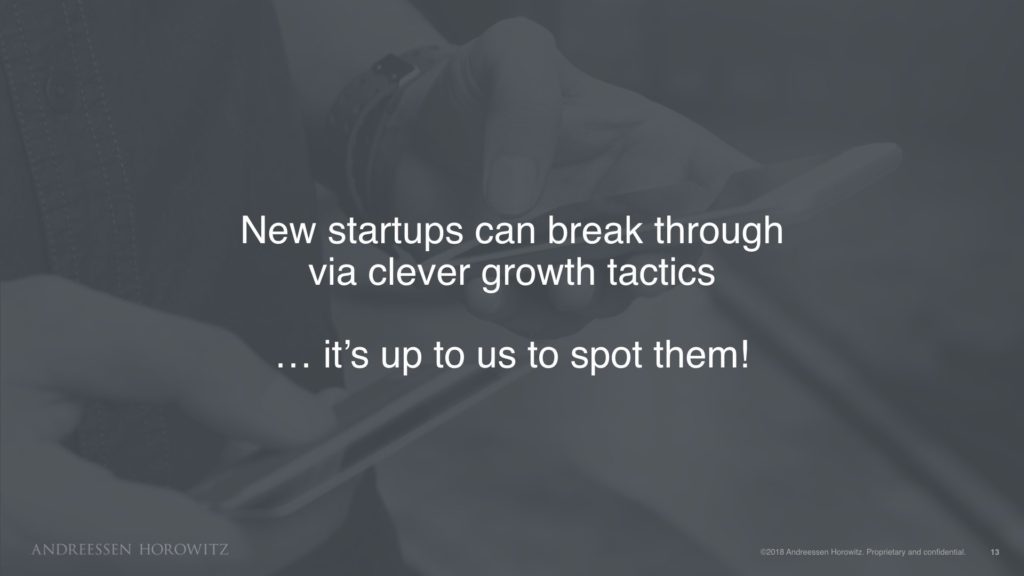 New startups can break through
via clever growth tactics
… it’s up to us to spot them!
ANDREESSEN HOROWITZ
©2018 Andreessen Horowitz. Proprietary and confidential.
13